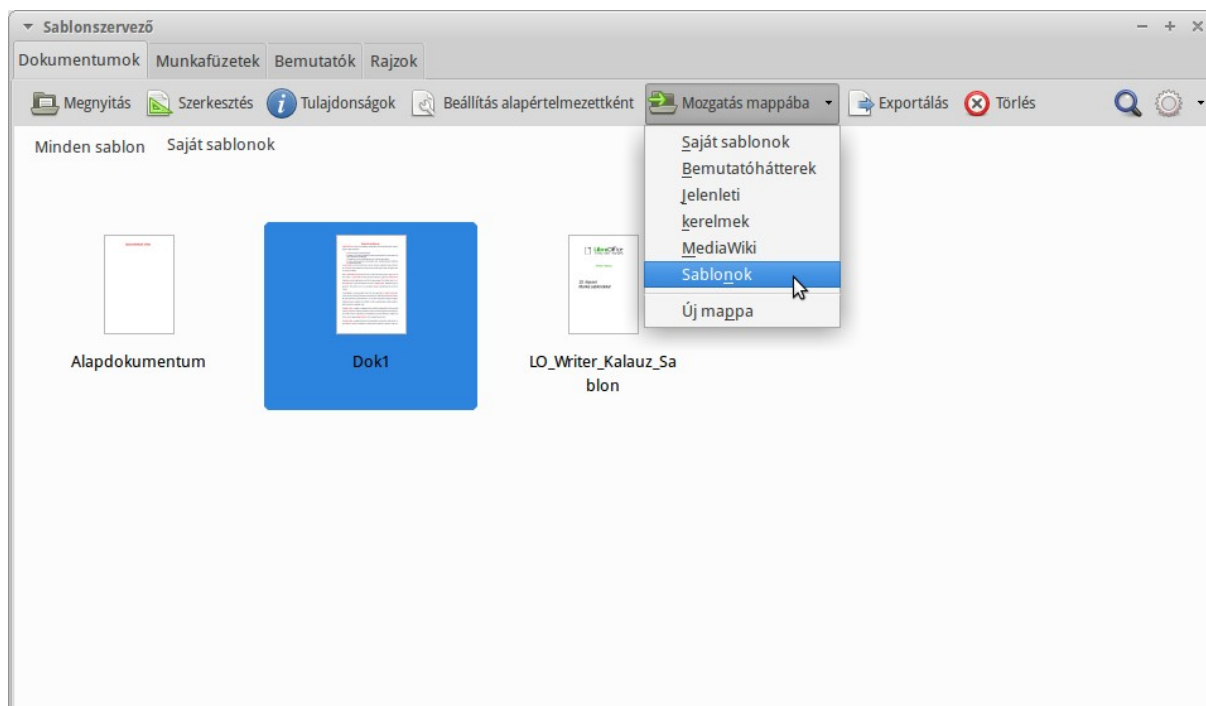 Sablonszervező
Dokumentumok Munkafüzetek Bemutatók Rajzok
Megnyitás Szerkesztés Tulajdonságok Beállítás alapértelmezettként Mozgatás mappába Exportálás Törlés
Minden sablon Saját sablonok
Saját sablonok
Bemutatóhátterek
Jelenleti
kerelmek
MediaWiki
Sablonok
Új mappa
LibreOffice
Alapdokumentum Dok1 LO_Writer_Kalauz_Sa
blon